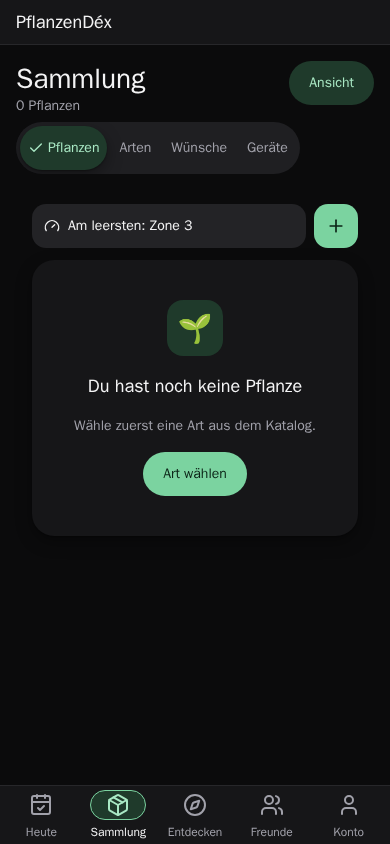 PflanzenDéx
Sammlung
0 Pflanzen
Ansicht
Pflanzen
Arten
Wünsche
Geräte
Am leersten: Zone 3
Du hast noch keine Pflanze
Wähle zuerst eine Art aus dem Katalog.
Art wählen
Heute
Sammlung
Entdecken
Freunde
Konto